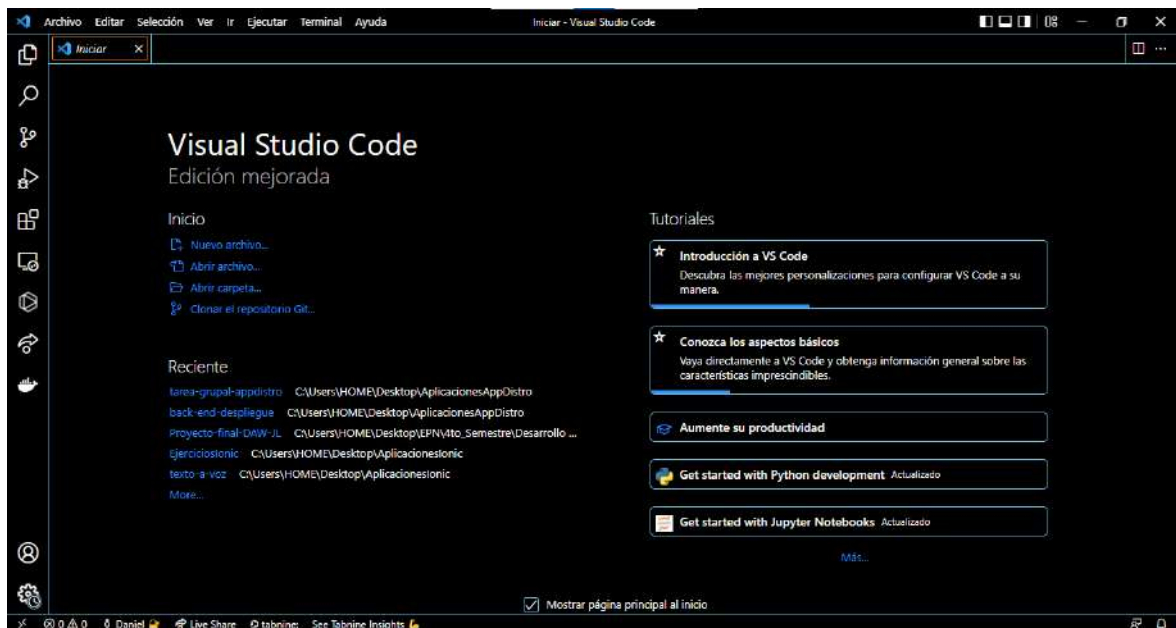 Archivo Editar Selección Ver Ir Ejecutar Terminal Ayuda
Iniciar - Visual Studio Code
Iniciar
Visual Studio Code
Edición mejorada
Inicio
Nuevo archivo...
Abrir archivo...
Abrir carpeta...
Clonar el repositorio Git...
Reciente
tarea-grupal-appdistro C:\Users\HOME\Desktop\AplicacionesAppDistro
back-end-despliegue C:\Users\HOME\Desktop\AplicacionesAppDistro
Proyecto-final-DAW-JL C:\Users\HOME\Desktop\EPN\4to_Semestre\Desarrollo ...
EjerciciosIonic C:\Users\HOME\Desktop\AplicacionesIonic
texto-a-voz C:\Users\HOME\Desktop\AplicacionesIonic
More...
Tutoriales
Introducción a VS Code
Descubra las mejores personalizaciones para configurar VS Code a su
manera.
Conozca los aspectos básicos
Vaya directamente a VS Code y obtenga información general sobre las
características imprescindibles.
Aumente su productividad
Get started with Python development Actualizado
Get started with Jupyter Notebooks Actualizado
Más...
Mostrar página principal al inicio
0 0 Daniel Live Share tabnine: See Tabnine Insights